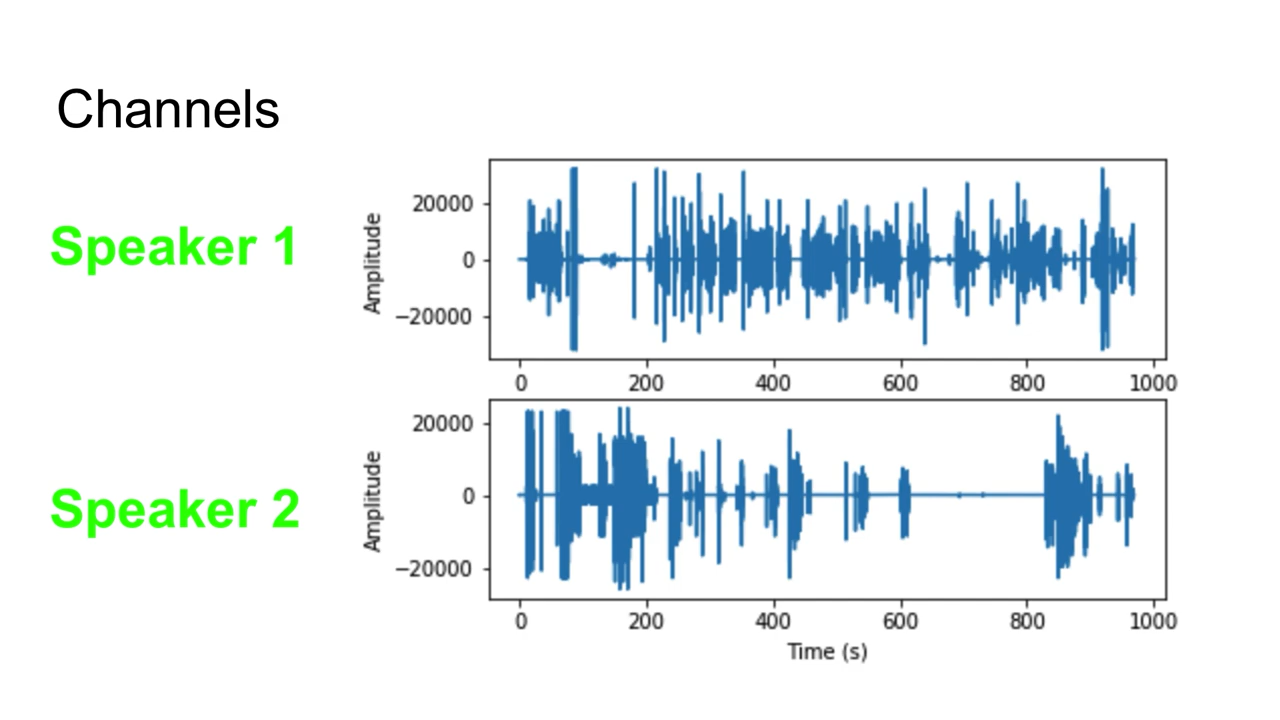 Channels
Speaker 1
Amplitude
20000
0
−20000
0 200 400 600 800 1000
Speaker 2
Amplitude
20000
0
−20000
0 200 400 600 800 1000
Time (s)